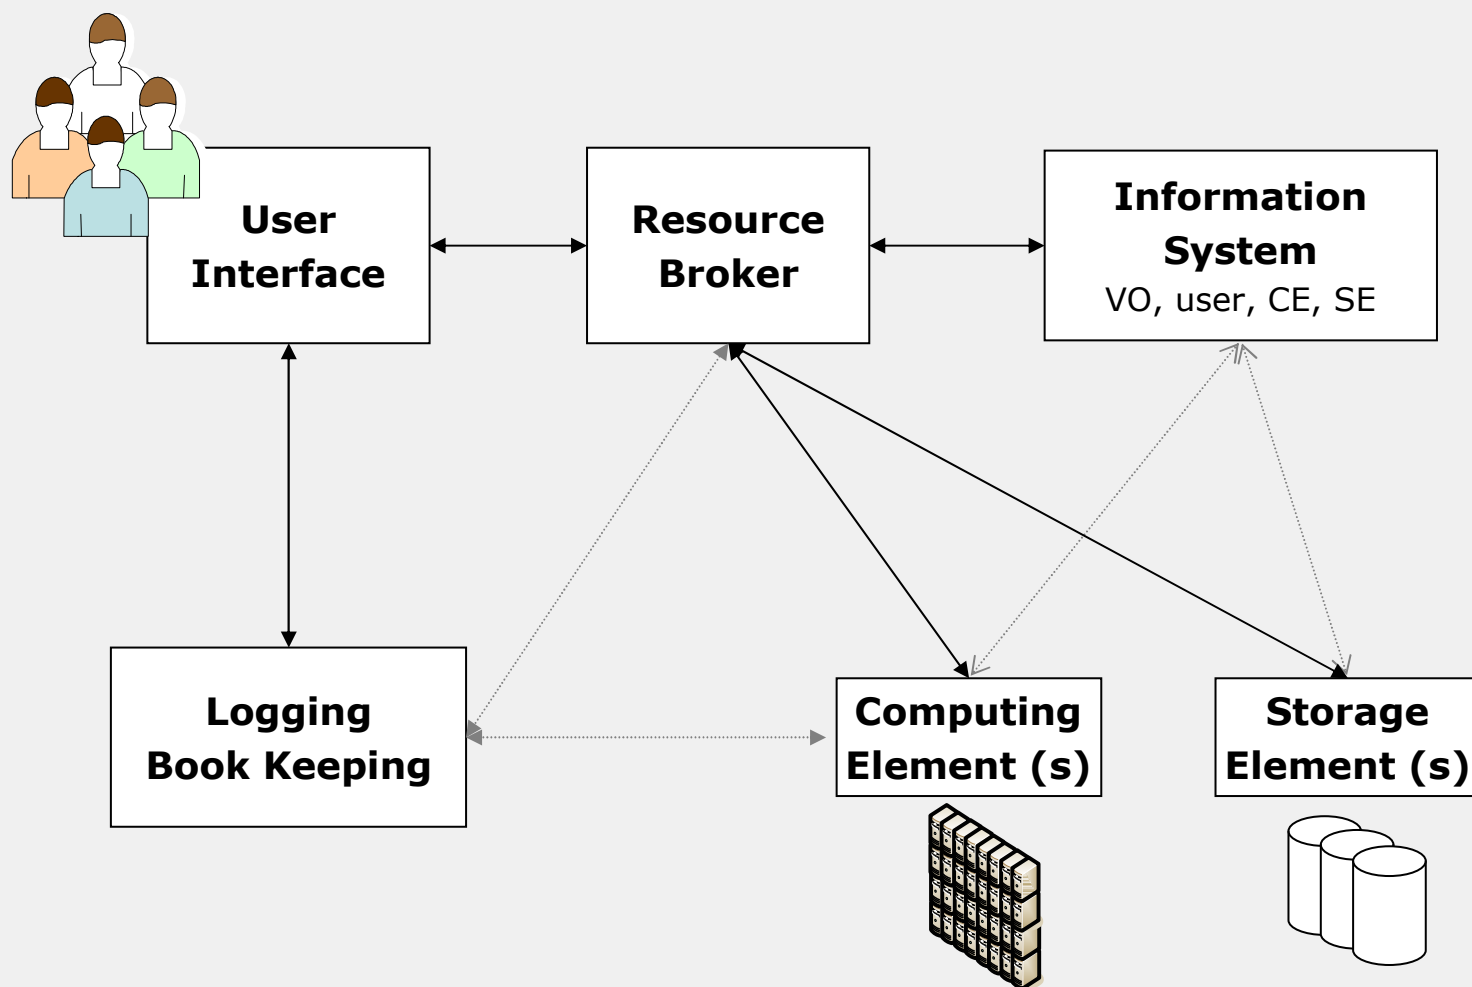 User
Interface
Resource
Broker
Information
System
VO, user, CE, SE
Logging
Book Keeping
Computing
Element (s)
Storage
Element (s)